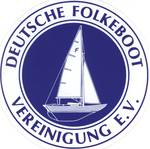 DEUTSCHE FOLKEBOOT
VEREINIGUNG E.V.